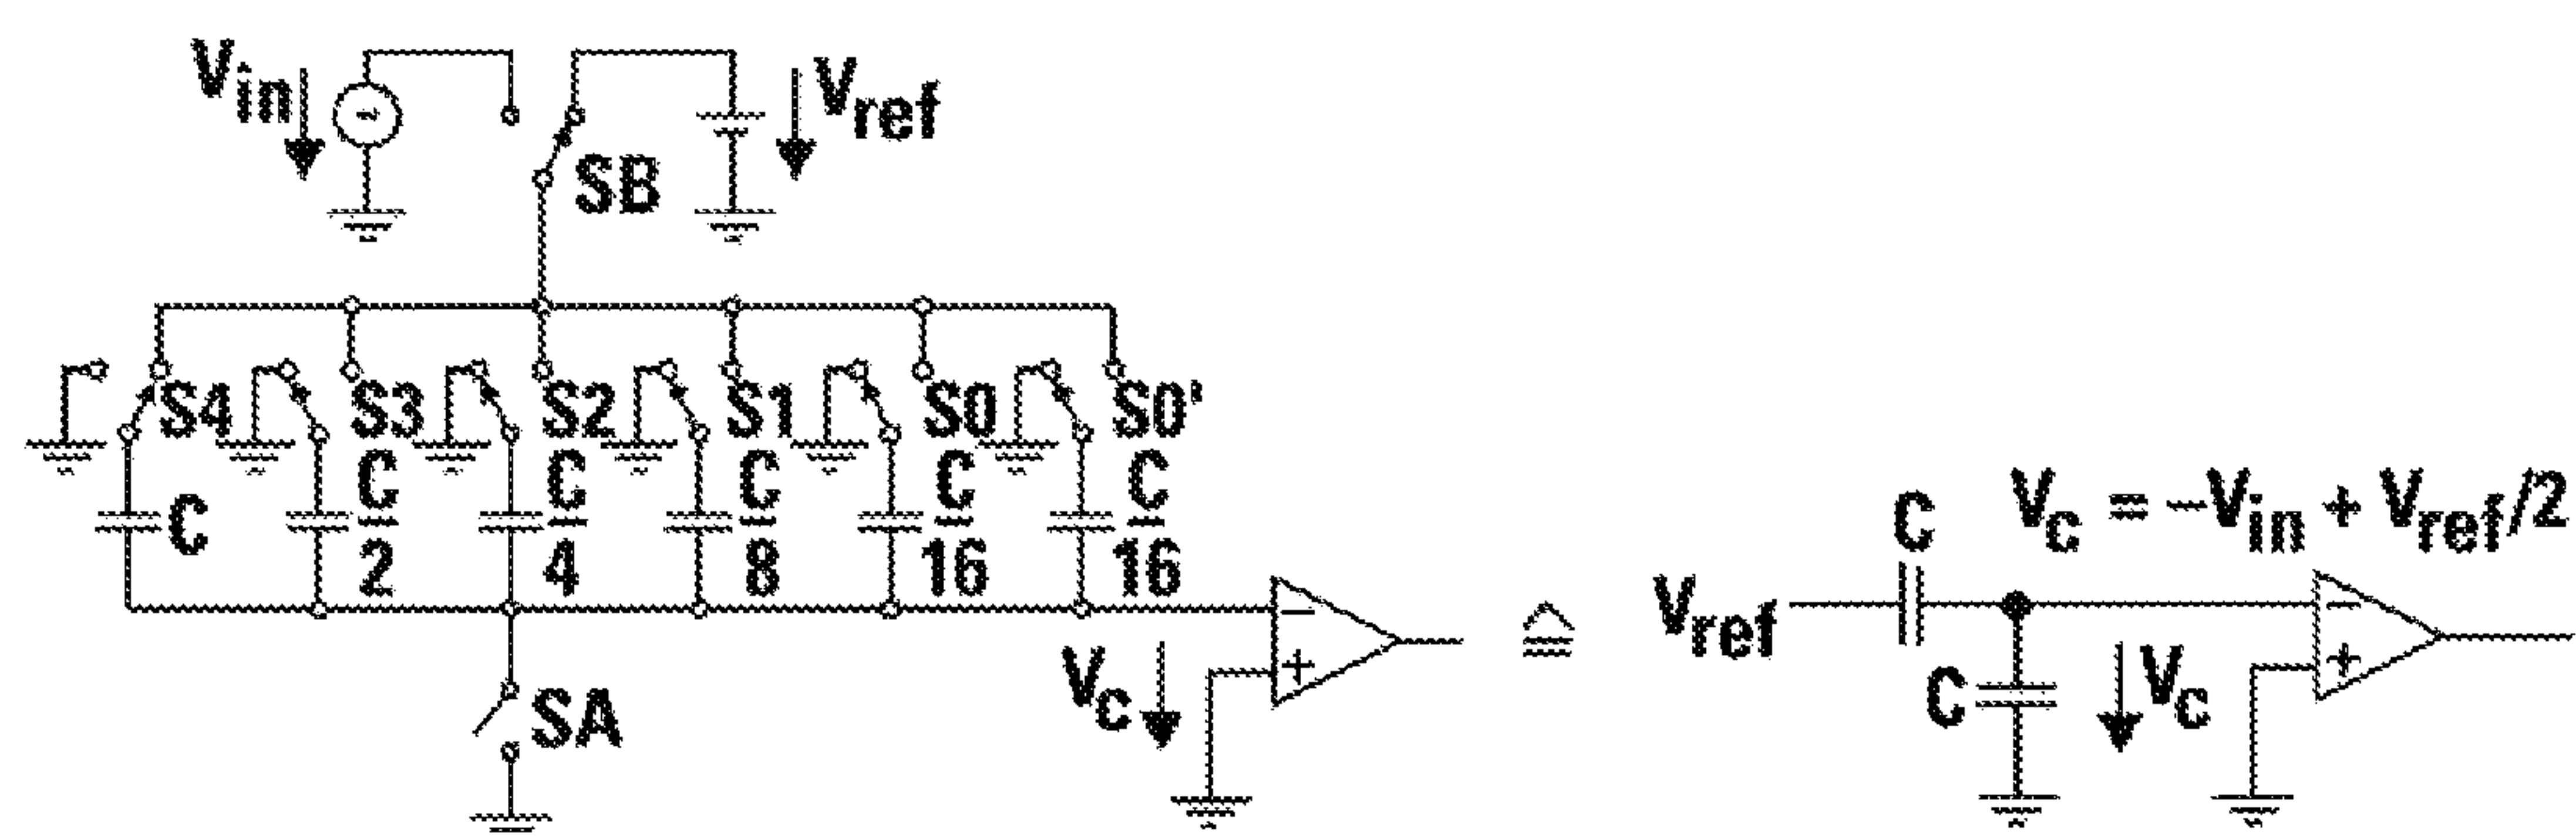 Vin
Vref
SB
S4
S3
S2
S1
S0
S0'
C
C/2
C/4
C/8
C/16
C/16
−
+
Vc
SA
≙
Vref
C
Vc = -Vin + Vref/2
−
+
C
Vc